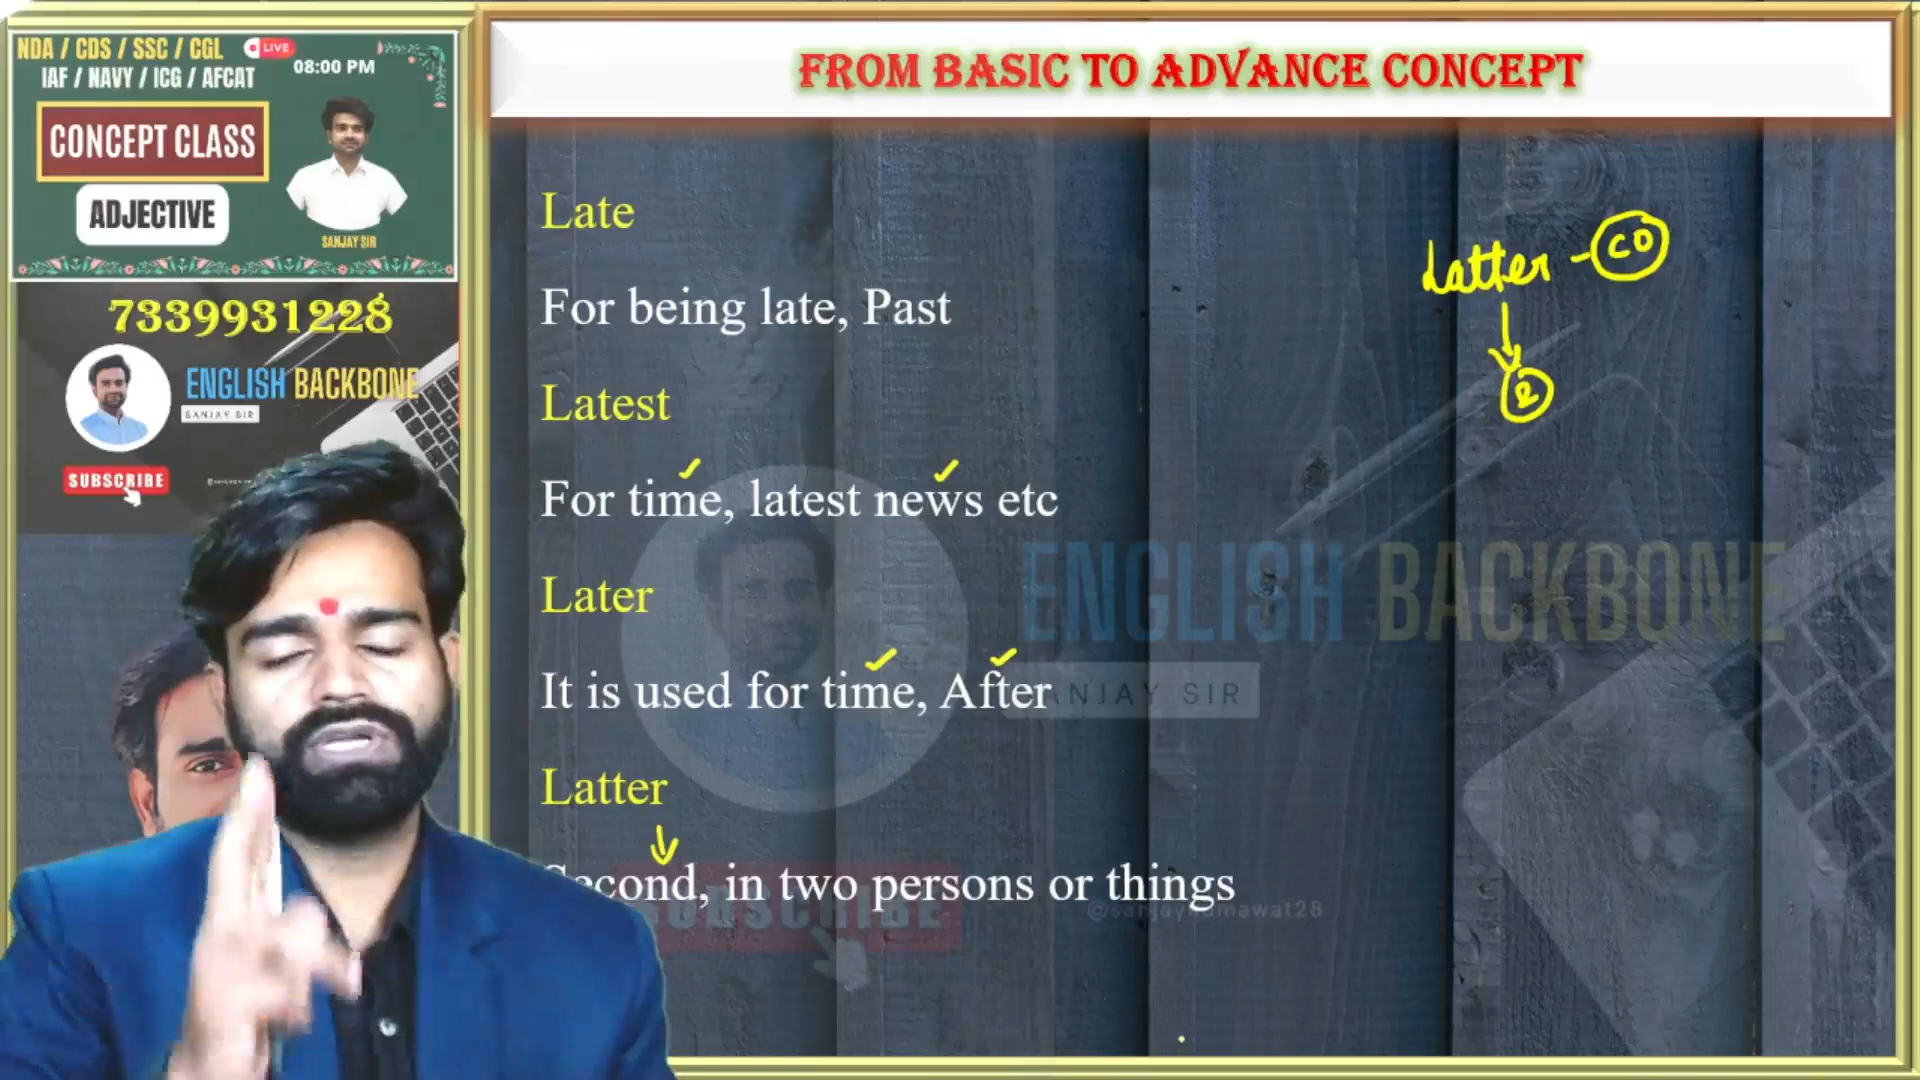 NDA / CDS / SSC / CGL
LIVE
08:00 PM
IAF / NAVY / ICG / AFCAT
CONCEPT CLASS
ADJECTIVE
SANJAY SIR
7339931228
ENGLISH BACKBONE
SANJAY SIR
SUBSCRIBE
FROM BASIC TO ADVANCE CONCEPT
Late
For being late, Past
Latest
For time, latest news etc
Later
It is used for time, After
Latter
Second, in two persons or things
Latter - CD
2
ENGLISH BACKBONE
SANJAY SIR
SUBSCRIBE